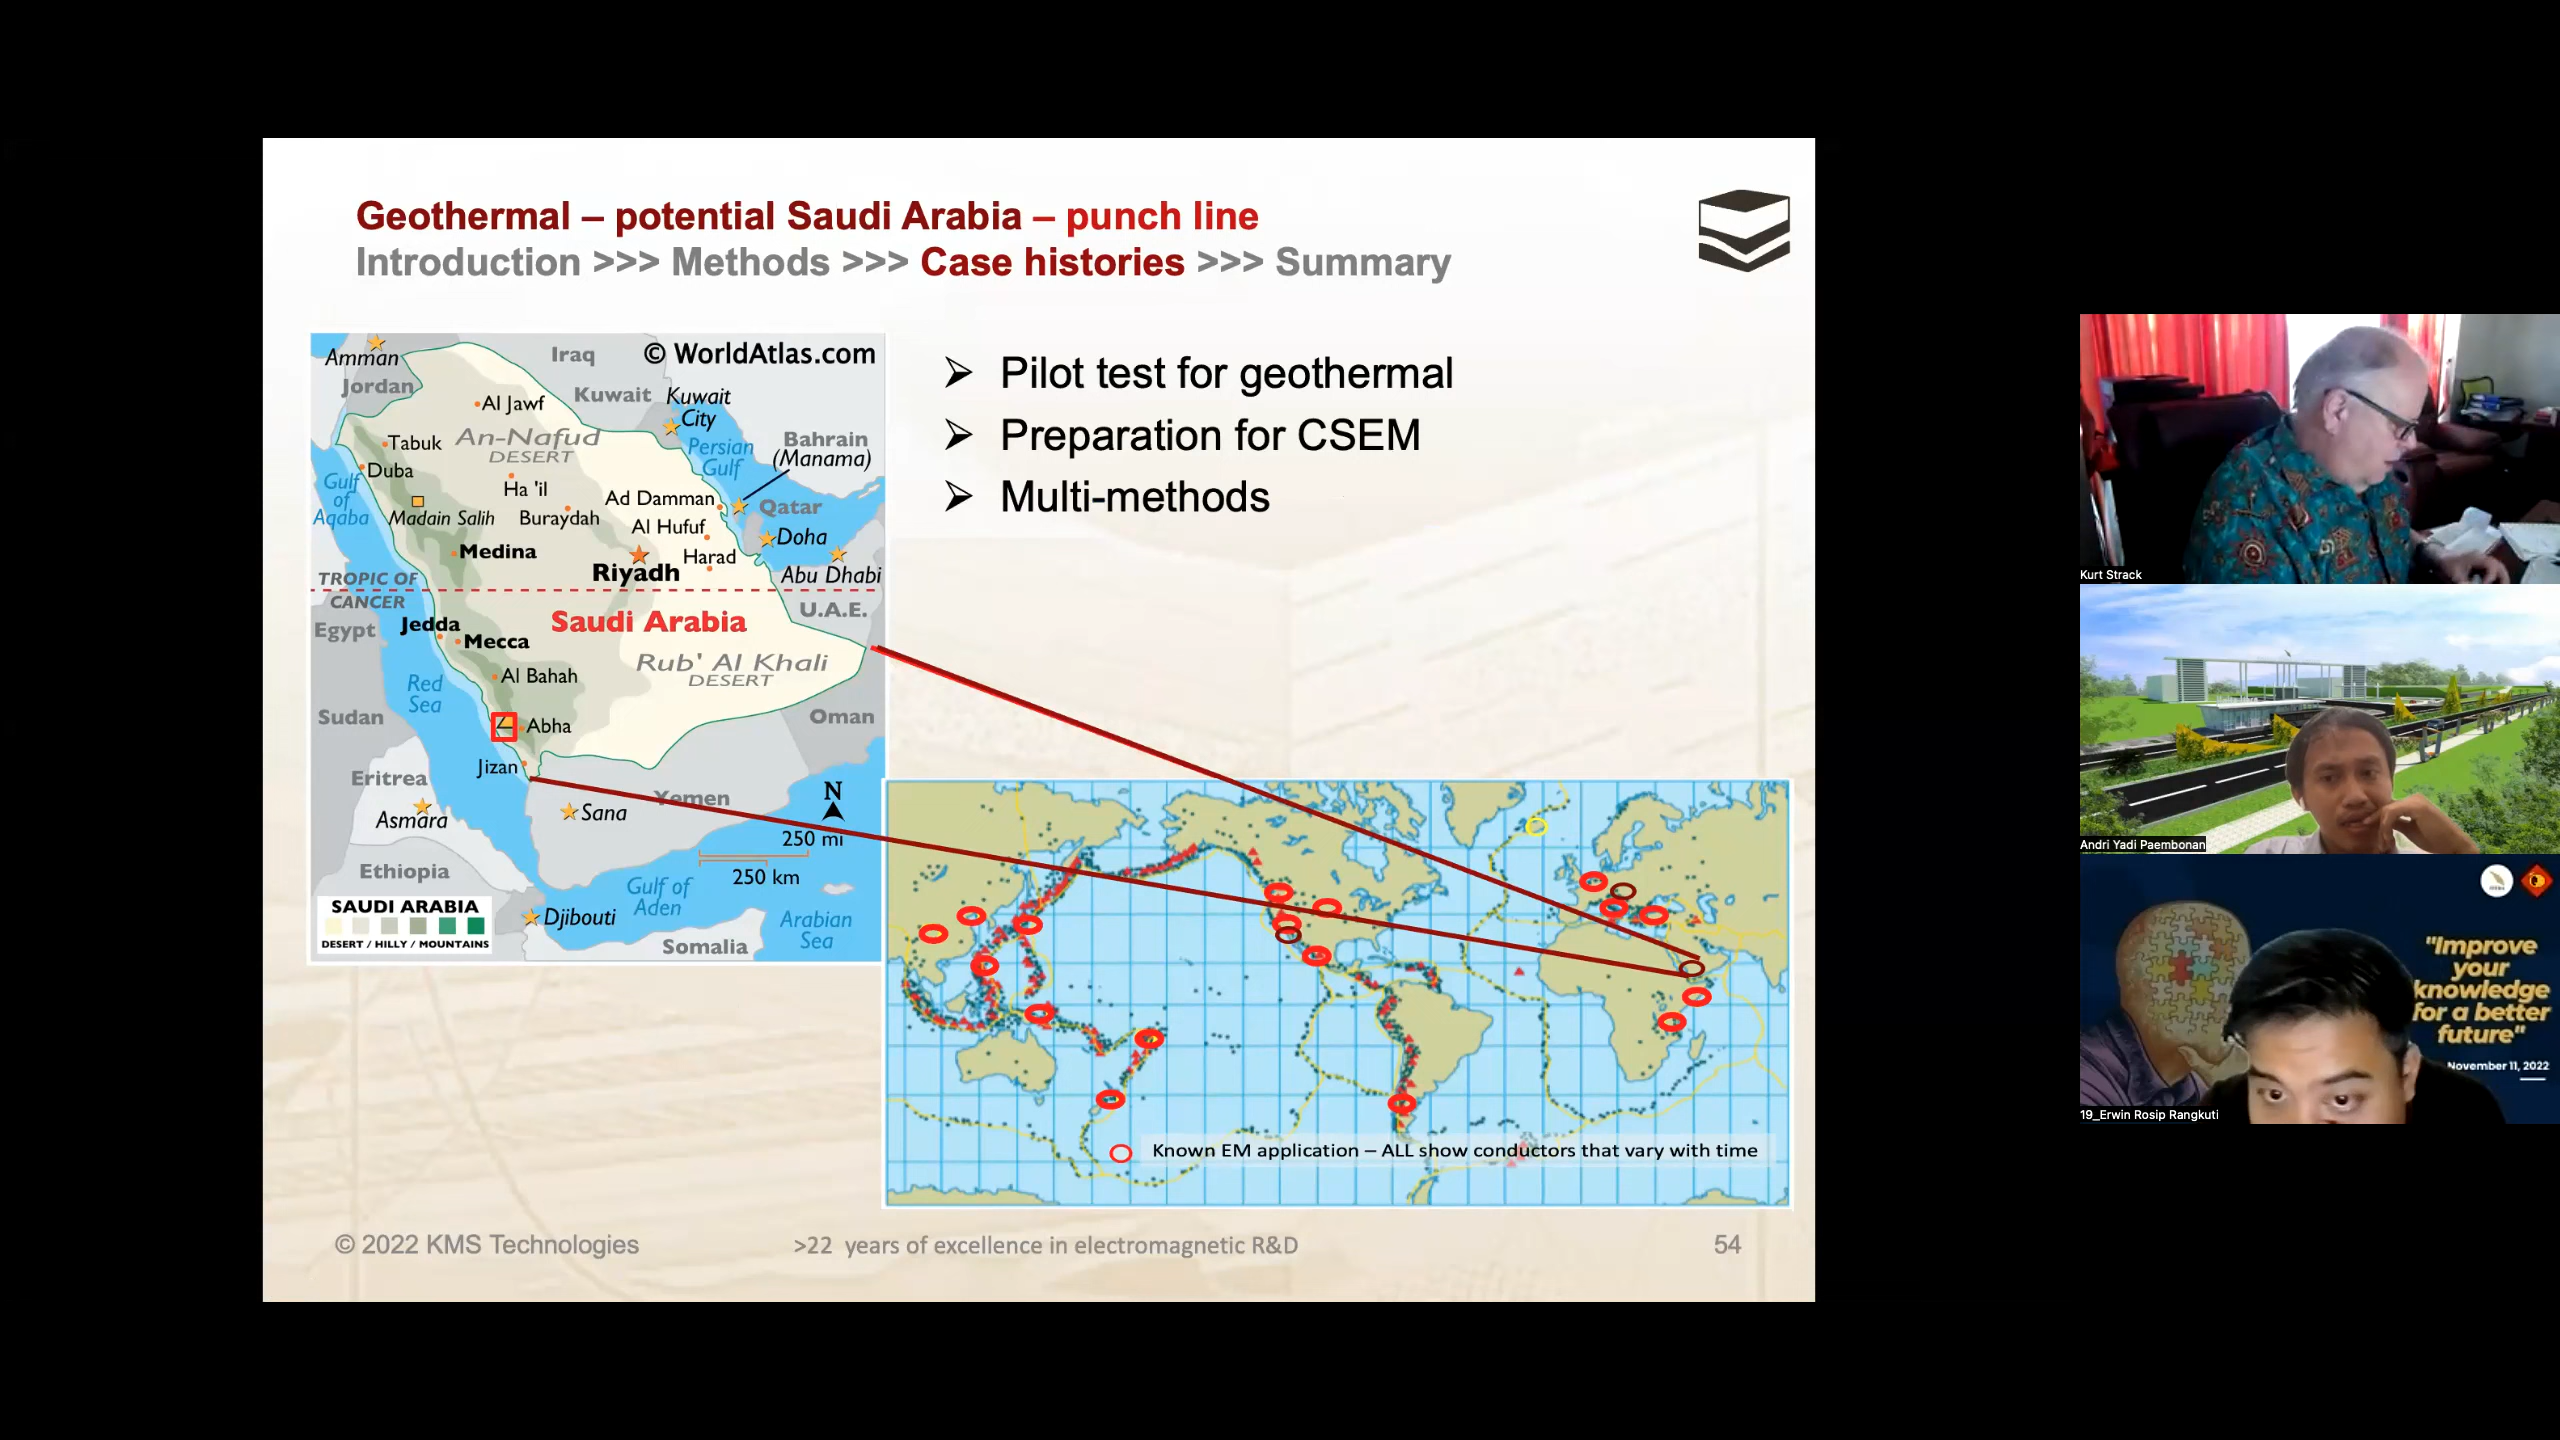 Geothermal – potential Saudi Arabia – punch line
Introduction >>> Methods >>> Case histories >>> Summary
© WorldAtlas.com
Amman
Iraq
Jordan
Kuwait
Kuwait
City
Al Jawf
Tabuk
An-Nafud
DESERT
Persian
Gulf
Bahrain
(Manama)
Duba
Gulf
of
Aqaba
Ha 'il
Madain Salih
Buraydah
Ad Damman
Qatar
Al Hufuf
Doha
Medina
Harad
Riyadh
Abu Dhabi
TROPIC OF
CANCER
U.A.E.
Egypt
Jedda
Mecca
Saudi Arabia
Rub' Al Khali
DESERT
Al Bahah
Red
Sea
Sudan
Abha
Oman
Jizan
Eritrea
Yemen
N
Asmara
Sana
250 mi
250 km
Ethiopia
Gulf of
Aden
Arabian
Sea
SAUDI ARABIA
DESERT / HILLY / MOUNTAINS
Djibouti
Somalia
➢ Pilot test for geothermal
➢ Preparation for CSEM
➢ Multi-methods
Known EM application – ALL show conductors that vary with time
© 2022 KMS Technologies
>22 years of excellence in electromagnetic R&D
54
Kurt Strack
Andri Yadi Paembonan
"Improve
your
knowledge
for a better
future"
November 11, 2022
19_Erwin Rosip Rangkuti